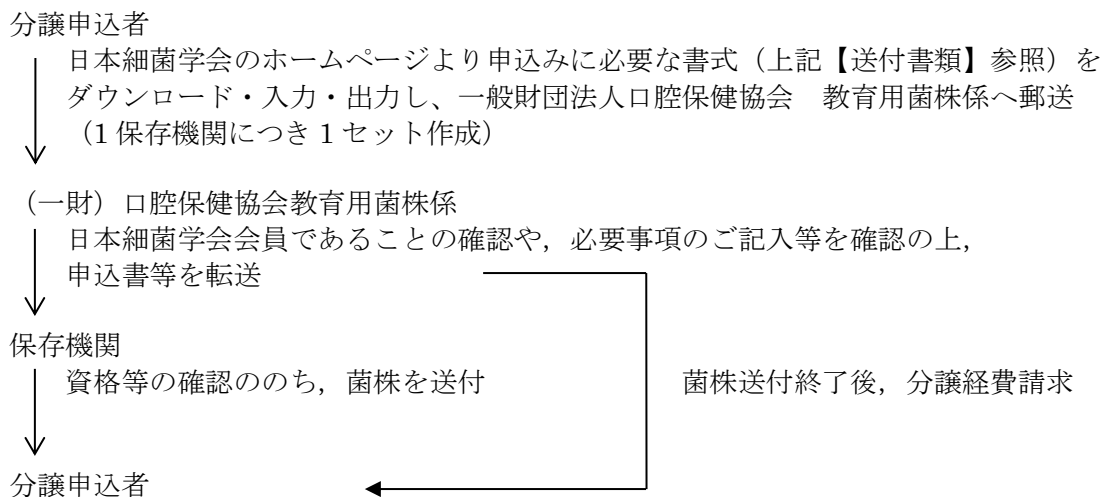 分譲申込者
日本細菌学会のホームページより申込みに必要な書式（上記【送付書類】参照）を
ダウンロード・入力・出力し、一般財団法人口腔保健協会　教育用菌株係へ郵送
（1 保存機関につき 1 セット作成）
（一財）口腔保健協会教育用菌株係
日本細菌学会会員であることの確認や，必要事項のご記入等を確認の上，
申込書等を転送
保存機関
資格等の確認ののち，菌株を送付
菌株送付終了後，分譲経費請求
分譲申込者